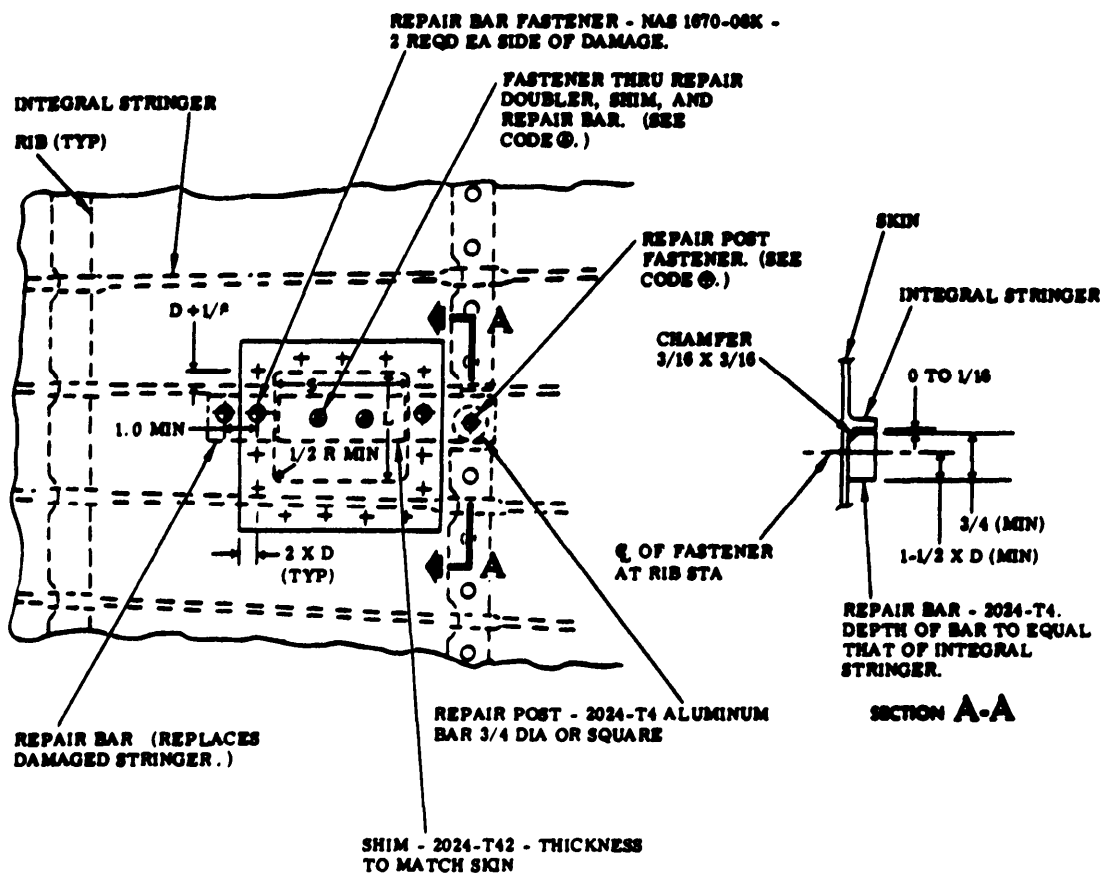 REPAIR BAR FASTENER - NAS 1670-08K -
2 REQD EA SIDE OF DAMAGE.
FASTENER THRU REPAIR
DOUBLER, SHIM, AND
REPAIR BAR. (SEE
CODE .)
INTEGRAL STRINGER
RIB (TYP)
REPAIR POST
FASTENER. (SEE
CODE .)
SKIN
INTEGRAL STRINGER
CHAMFER
3/16 X 3/16
0 TO 1/16
D + 1/
A
L
1.0 MIN
1/2 R MIN
2 X D
(TYP)
A
3/4 (MIN)
1-1/2 X D (MIN)
℄ OF FASTENER
AT RIB STA
REPAIR BAR - 2024-T4.
DEPTH OF BAR TO EQUAL
THAT OF INTEGRAL
STRINGER.
SECTION A-A
REPAIR POST - 2024-T4 ALUMINUM
BAR 3/4 DIA OR SQUARE
REPAIR BAR (REPLACES
DAMAGED STRINGER.)
SHIM - 2024-T42 - THICKNESS
TO MATCH SKIN